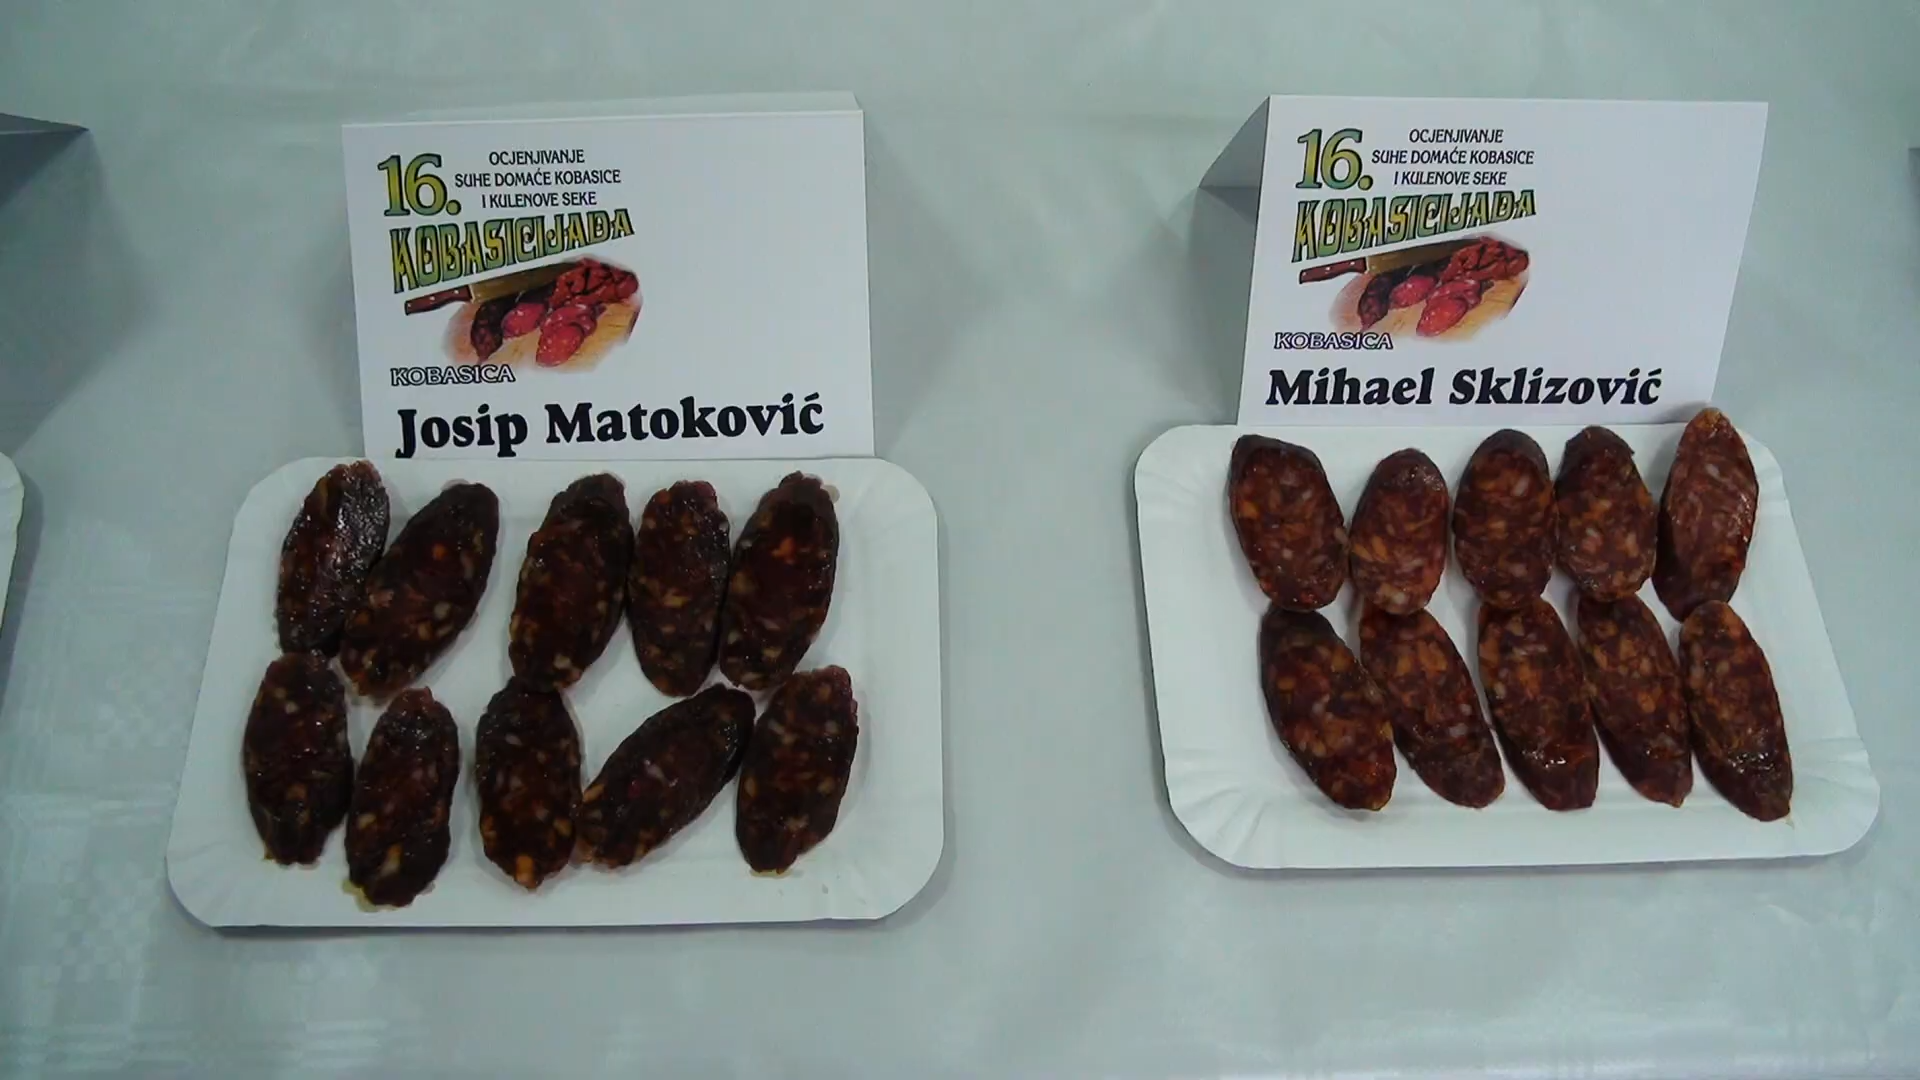 16.
OCJENJIVANJE
SUHE DOMAĆE KOBASICE
I KULENOVE SEKE
KOBASICIJADA
KOBASICA
Josip Matoković
16.
OCJENJIVANJE
SUHE DOMAĆE KOBASICE
I KULENOVE SEKE
KOBASICIJADA
KOBASICA
Mihael Sklizović